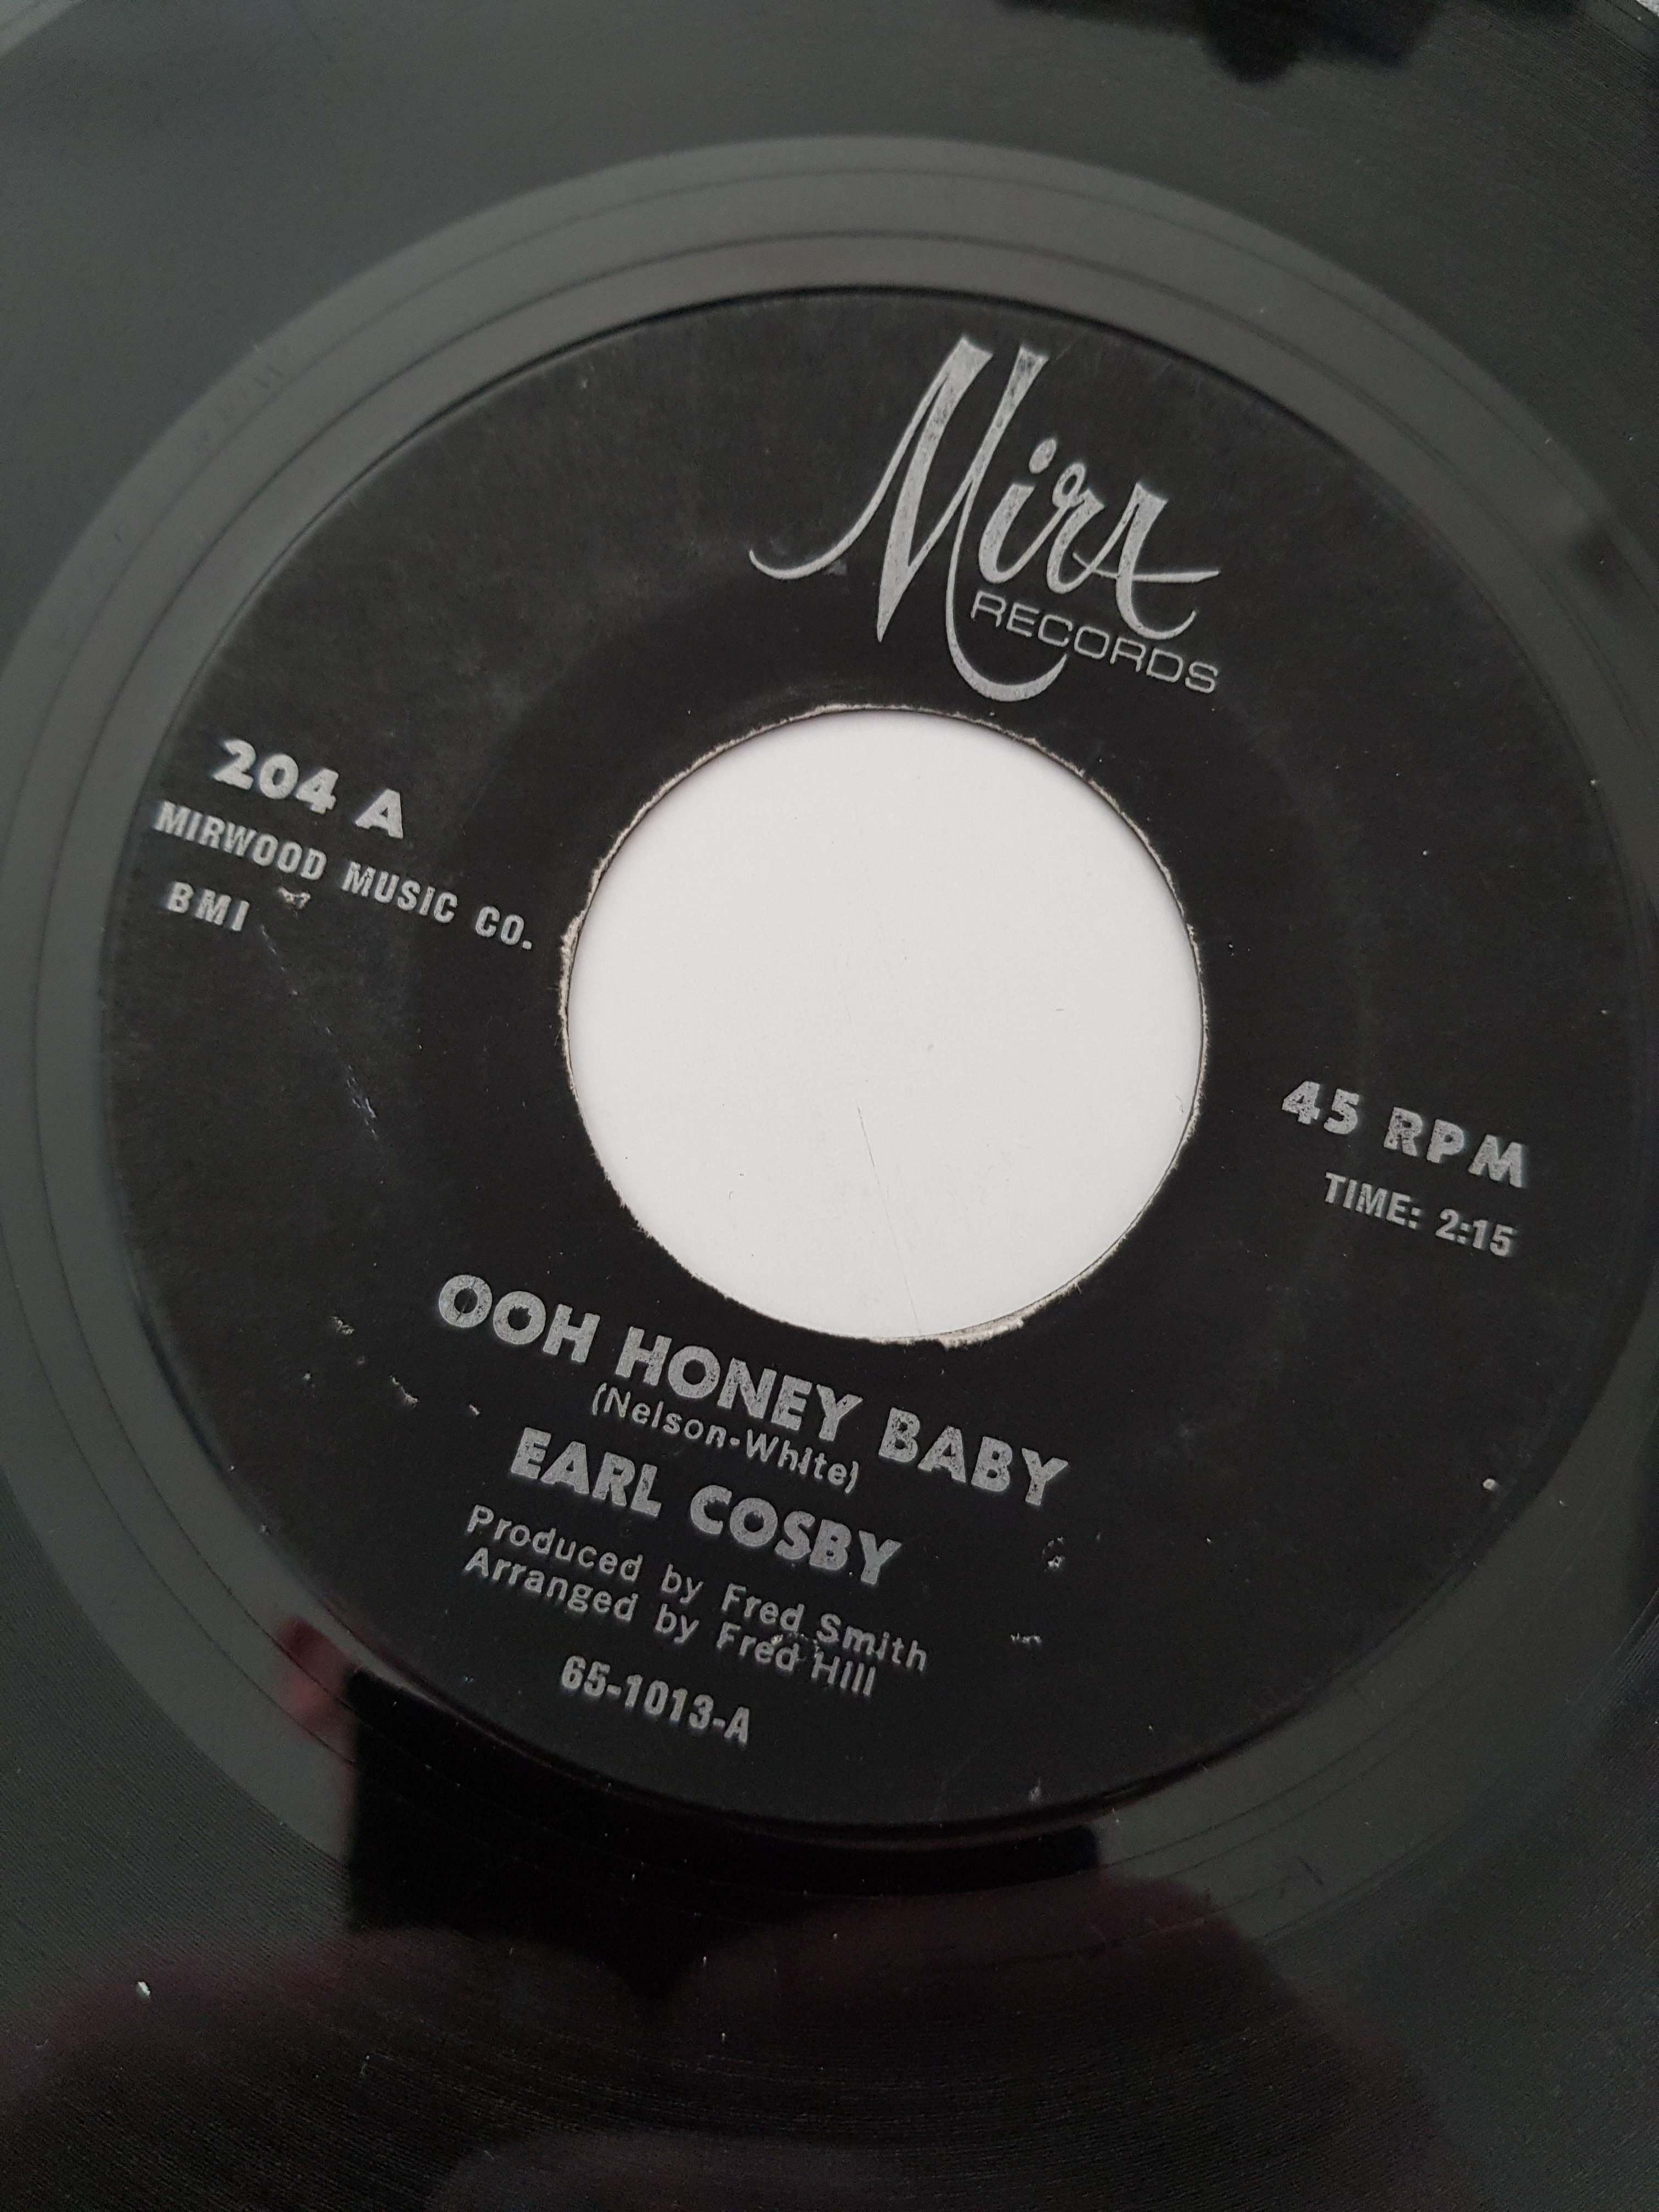 Mira
RECORDS
204 A
MIRWOOD MUSIC CO.
BMI
45 RPM
TIME: 2:15
OOH HONEY BABY
(Nelson-White)
EARL COSBY
Produced by Fred Smith
Arranged by Fred Hill
65-1013-A